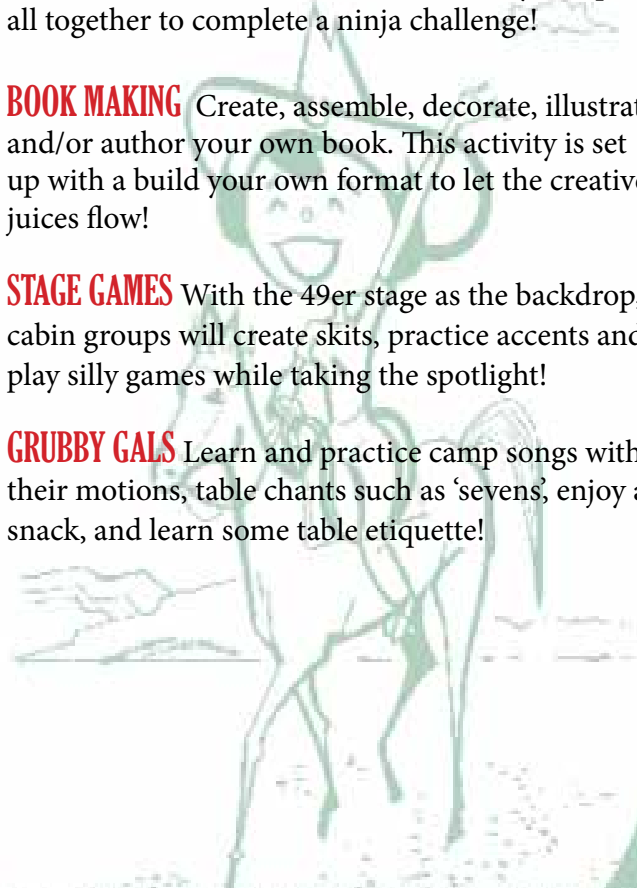 all together to complete a ninja challenge!
BOOK MAKING Create, assemble, decorate, illustrat
and/or author your own book. This activity is set
up with a build your own format to let the creative
juices flow!
STAGE GAMES With the 49er stage as the backdrop,
cabin groups will create skits, practice accents and
play silly games while taking the spotlight!
GRUBBY GALS Learn and practice camp songs with
their motions, table chants such as ‘sevens’, enjoy a
snack, and learn some table etiquette!